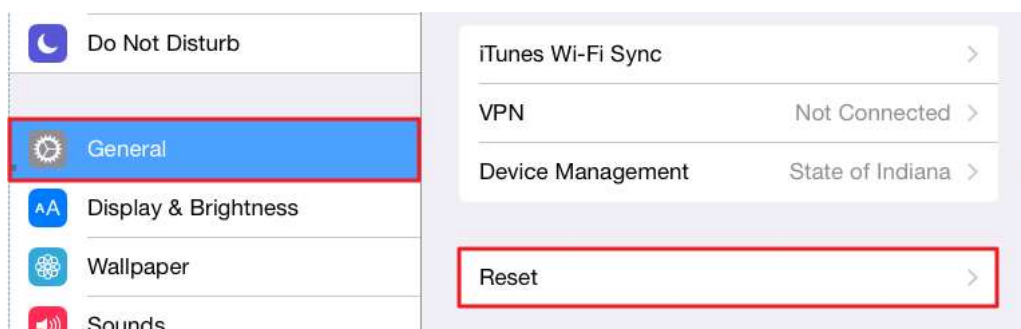 Do Not Disturb
General
AA Display & Brightness
Wallpaper
Sounds
iTunes Wi-Fi Sync
VPN Not Connected
Device Management State of Indiana
Reset